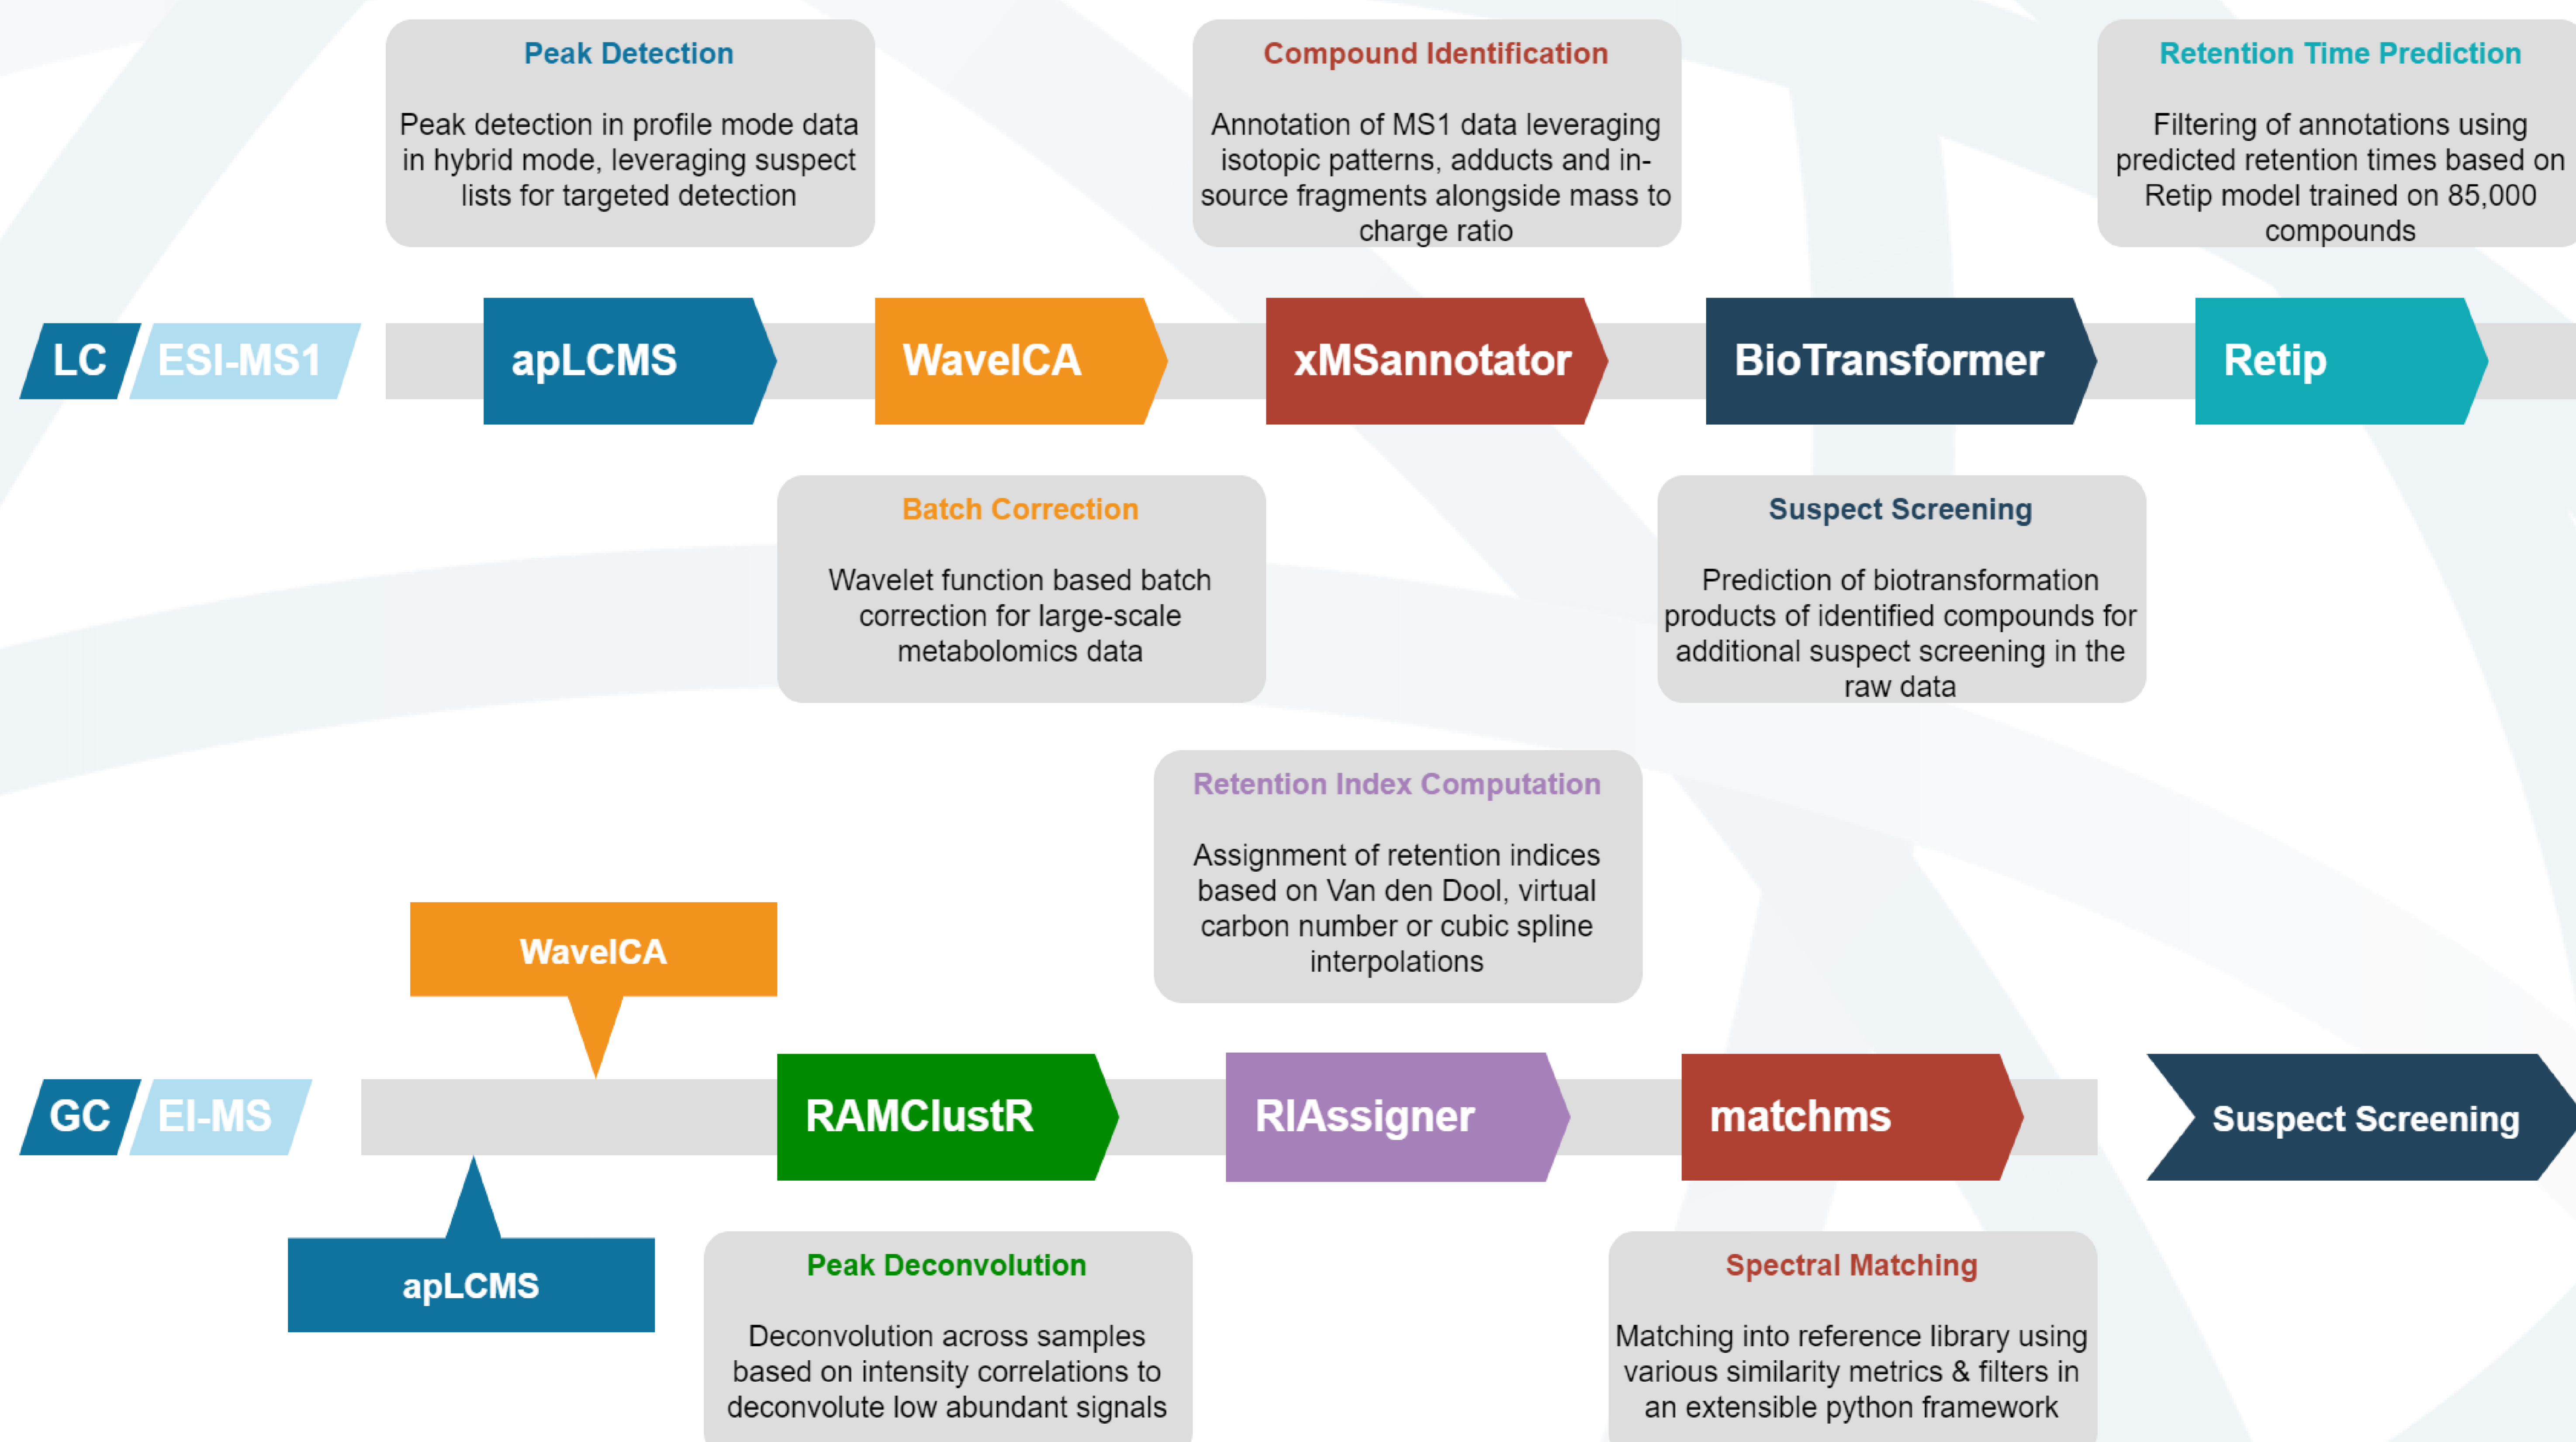 Peak Detection
Peak detection in profile mode data
in hybrid mode, leveraging suspect
lists for targeted detection
Compound Identification
Annotation of MS1 data leveraging
isotopic patterns, adducts and in-
source fragments alongside mass to
charge ratio
Retention Time Prediction
Filtering of annotations using
predicted retention times based on
Retip model trained on 85,000
compounds
LC ESI-MS1 apLCMS WaveICA xMSannotator BioTransformer Retip
Batch Correction
Wavelet function based batch
correction for large-scale
metabolomics data
Suspect Screening
Prediction of biotransformation
products of identified compounds for
additional suspect screening in the
raw data
Retention Index Computation
Assignment of retention indices
based on Van den Dool, virtual
carbon number or cubic spline
interpolations
WaveICA
GC EI-MS RAMClustR RIAssigner matchms Suspect Screening
apLCMS
Peak Deconvolution
Deconvolution across samples
based on intensity correlations to
deconvolute low abundant signals
Spectral Matching
Matching into reference library using
various similarity metrics & filters in
an extensible python framework